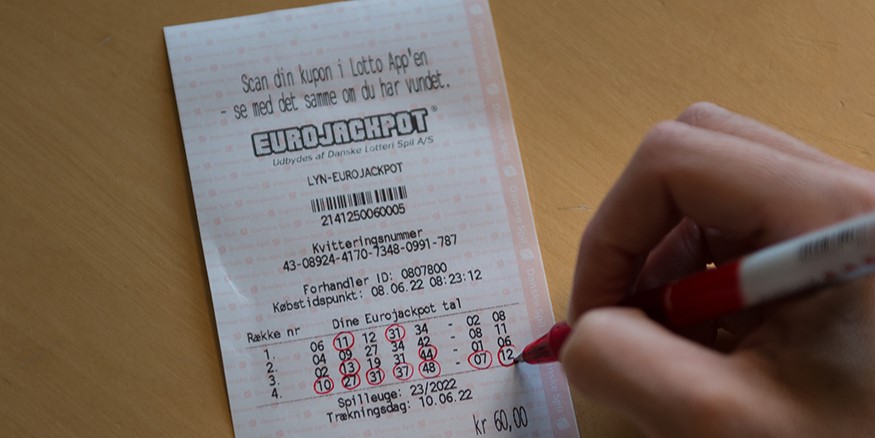 Scan din kupon i Lotto App'en
- se med det samme om du har vundet.
EUROJACKPOT®
Udbydes af Danske Lotteri Spil A/S
LYN-EUROJACKPOT
2141250060005
Kvitteringsnummer
43-08924-4170-7348-0991-787
Forhandler ID: 0807800
Købstidspunkt: 08.06.22 08:23:12
Række nr Dine Eurojackpot tal
1. 06 11 12 31 34 - 02 08
2. 04 09 27 34 42 - 08 11
3. 02 13 19 31 44 - 01 06
4. 10 27 31 37 48 - 07 12
Spilleuge: 23/2022
Trækningsdag: 10.06.22
kr 60,00